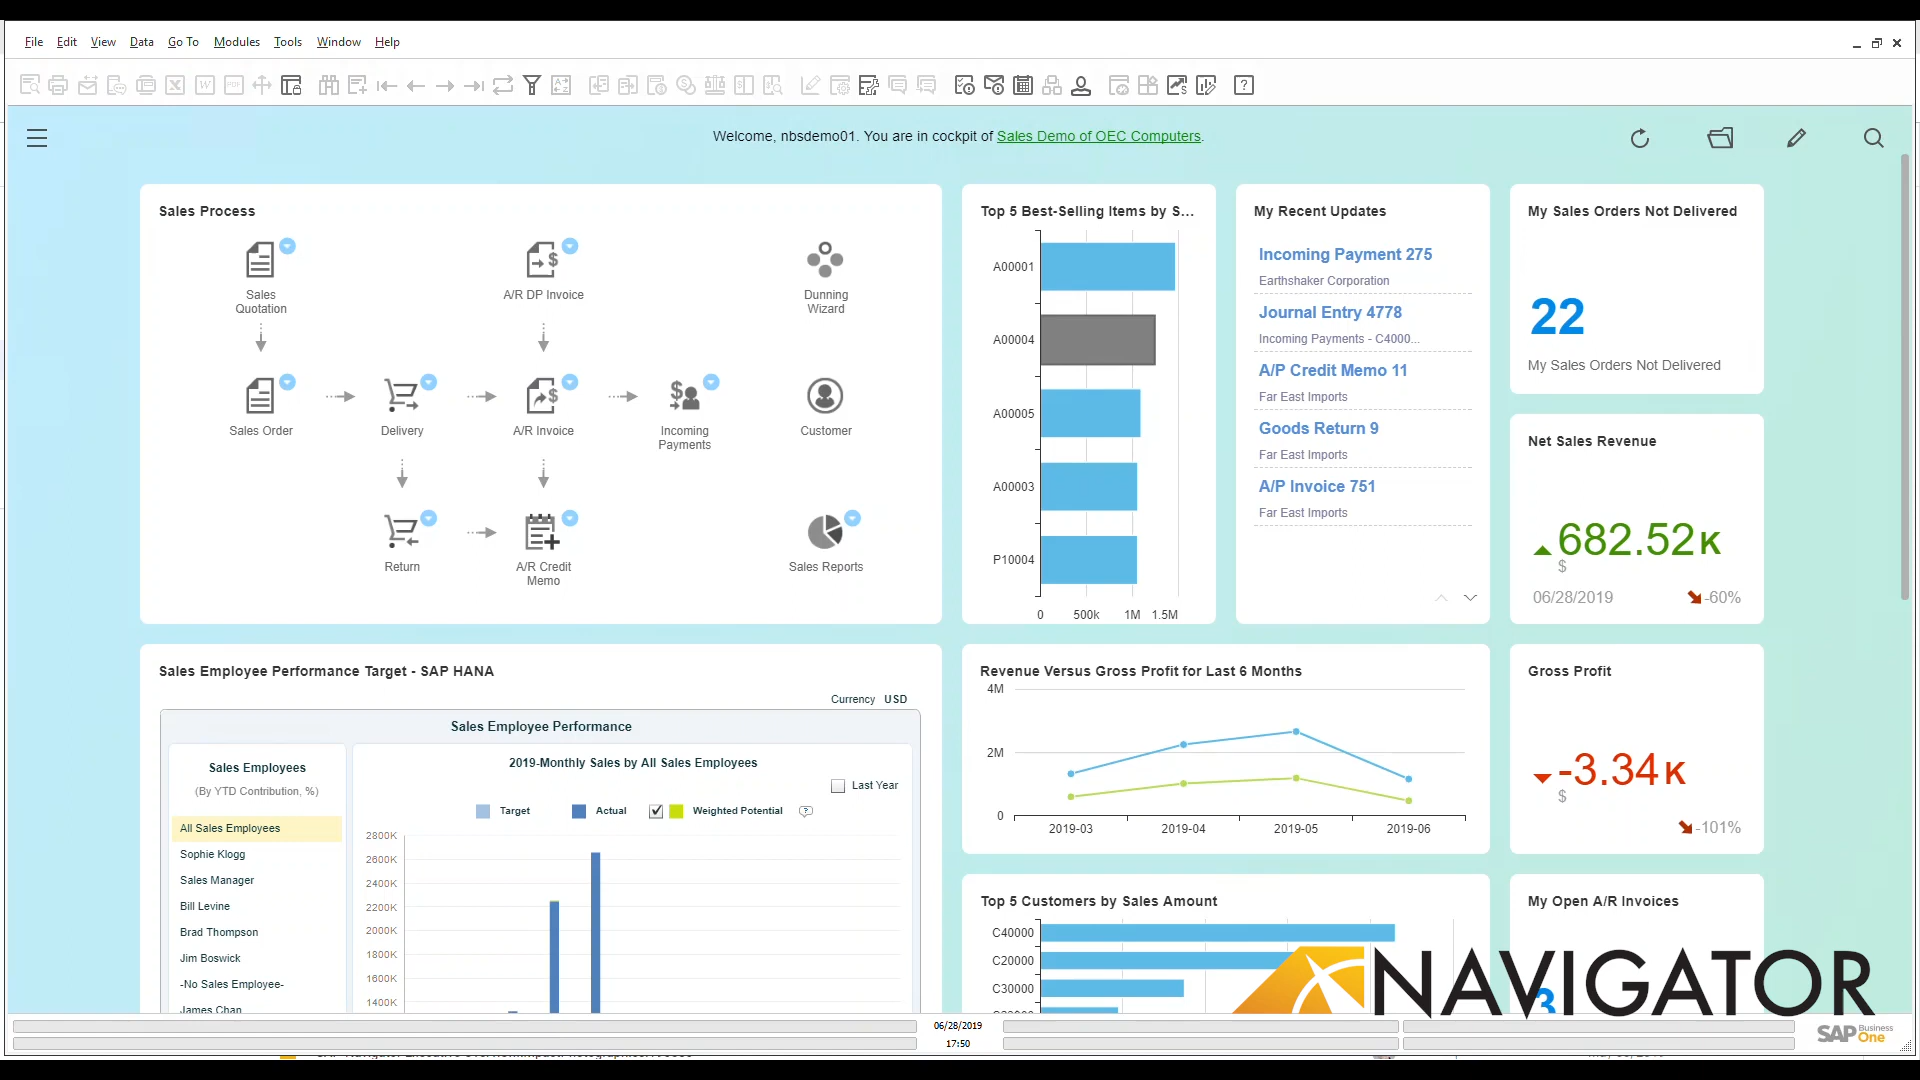 File Edit View Data Go To Modules Tools Window Help
Welcome, nbsdemo01. You are in cockpit of Sales Demo of OEC Computers.
Sales Process
Sales
Quotation
A/R DP Invoice
Dunning
Wizard
Sales Order
Delivery
A/R Invoice
Incoming
Payments
Customer
Return
A/R Credit
Memo
Sales Reports
Top 5 Best-Selling Items by S...
A00001
A00004
A00005
A00003
P10004
0 500k 1M 1.5M
My Recent Updates
Incoming Payment 275
Earthshaker Corporation
Journal Entry 4778
Incoming Payments - C4000...
A/P Credit Memo 11
Far East Imports
Goods Return 9
Far East Imports
A/P Invoice 751
Far East Imports
My Sales Orders Not Delivered
22
My Sales Orders Not Delivered
Net Sales Revenue
682.52 K
$
06/28/2019 -60%
Sales Employee Performance Target - SAP HANA
Currency USD
Sales Employee Performance
Sales Employees
(By YTD Contribution, %)
All Sales Employees
Sophie Klogg
Sales Manager
Bill Levine
Brad Thompson
Jim Boswick
-No Sales Employee-
James Chan
2019-Monthly Sales by All Sales Employees
Last Year
Target Actual Weighted Potential
2800K
2600K
2400K
2200K
2000K
1800K
1600K
1400K
Revenue Versus Gross Profit for Last 6 Months
4M
2M
0
2019-03 2019-04 2019-05 2019-06
Gross Profit
-3.34 K
$
-101%
Top 5 Customers by Sales Amount
C40000
C20000
C30000
My Open A/R Invoices
3
NAVIGATOR
06/28/2019
17:50
SAP Business One